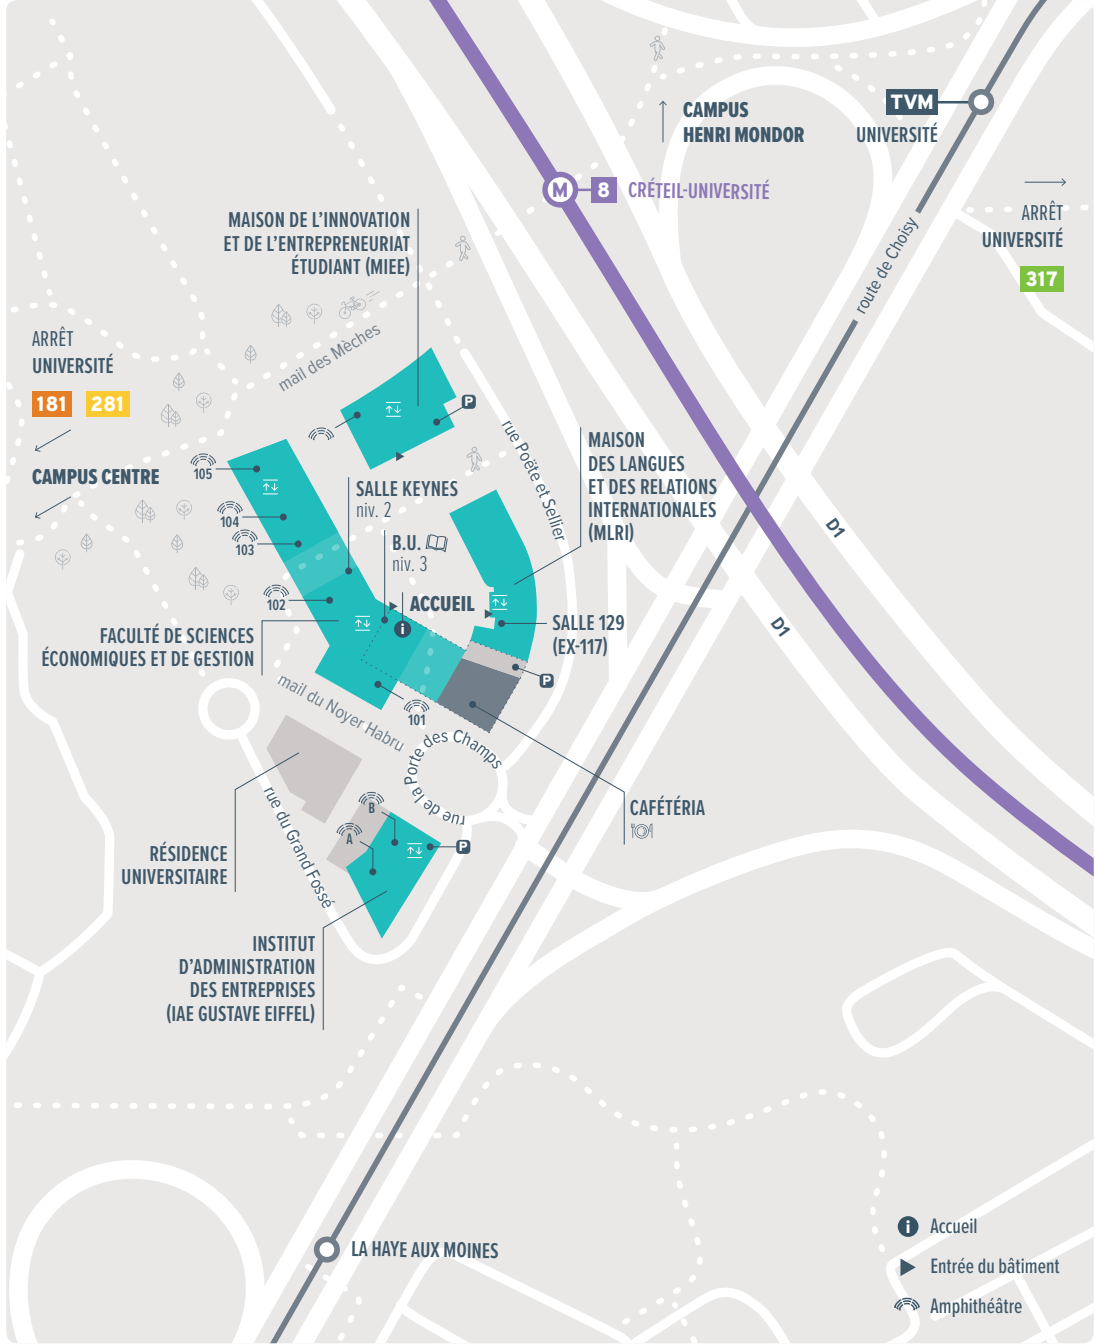 CAMPUS
HENRI MONDOR
TVM
UNIVERSITÉ
M
8
CRÉTEIL-UNIVERSITÉ
ARRÊT
UNIVERSITÉ
317
route de Choisy
MAISON DE L'INNOVATION
ET DE L'ENTREPRENEURIAT
ÉTUDIANT (MIEE)
mail des Mèches
ARRÊT
UNIVERSITÉ
181
281
CAMPUS CENTRE
P
rue Poëte et Sellier
MAISON
DES LANGUES
ET DES RELATIONS
INTERNATIONALES
(MLRI)
105
104
103
102
SALLE KEYNES
niv. 2
B.U.
niv. 3
ACCUEIL
i
SALLE 129
(EX-117)
P
D1
D1
FACULTÉ DE SCIENCES
ÉCONOMIQUES ET DE GESTION
101
mail du Noyer Habru
rue de la Porte des Champs
CAFÉTÉRIA
B
A
P
rue du Grand Fossé
RÉSIDENCE
UNIVERSITAIRE
INSTITUT
D'ADMINISTRATION
DES ENTREPRISES
(IAE GUSTAVE EIFFEL)
LA HAYE AUX MOINES
i
Accueil
Entrée du bâtiment
Amphithéâtre